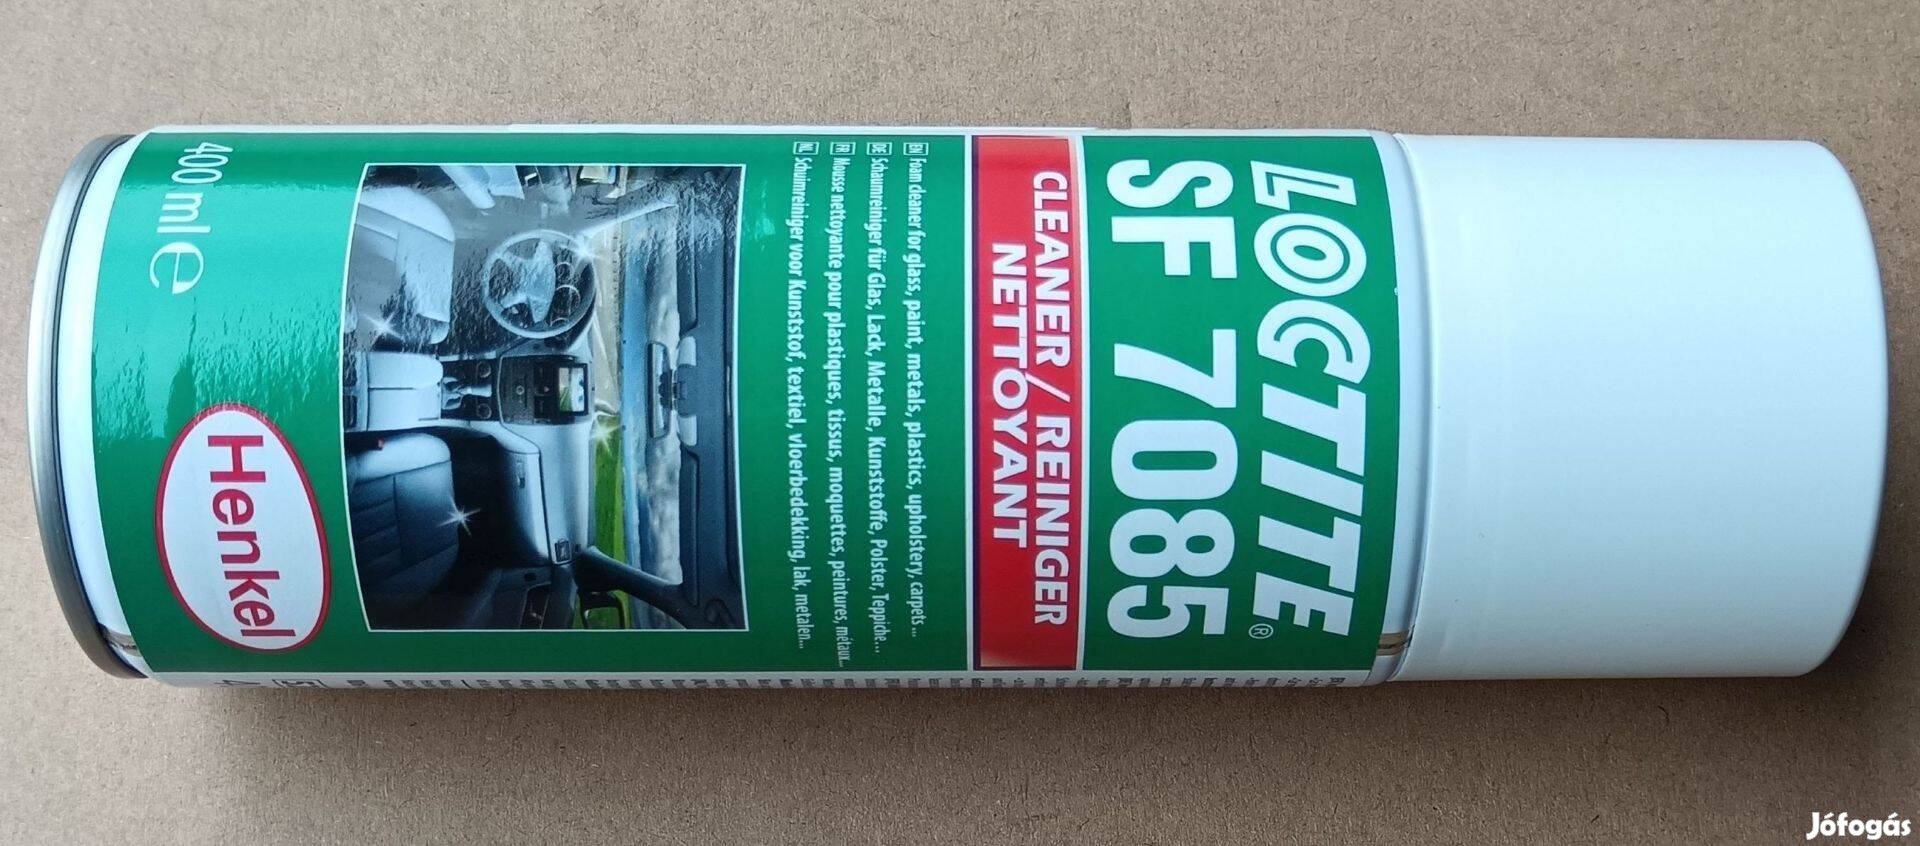 LOCTITE®
SF 7085
CLEANER / REINIGER
NETTOYANT
EN Foam cleaner for glass, paint, metals, plastics, upholstery, carpets...
DE Schaumreiniger für Glas, Lack, Metalle, Kunststoffe, Polster, Teppiche...
FR Mousse nettoyante pour plastiques, tissus, moquettes, peintures, métaux...
NL Schuimreiniger voor Kunststof, textiel, vloerbedekking, lak, metalen...
400 ml e
Henkel
Jófogás